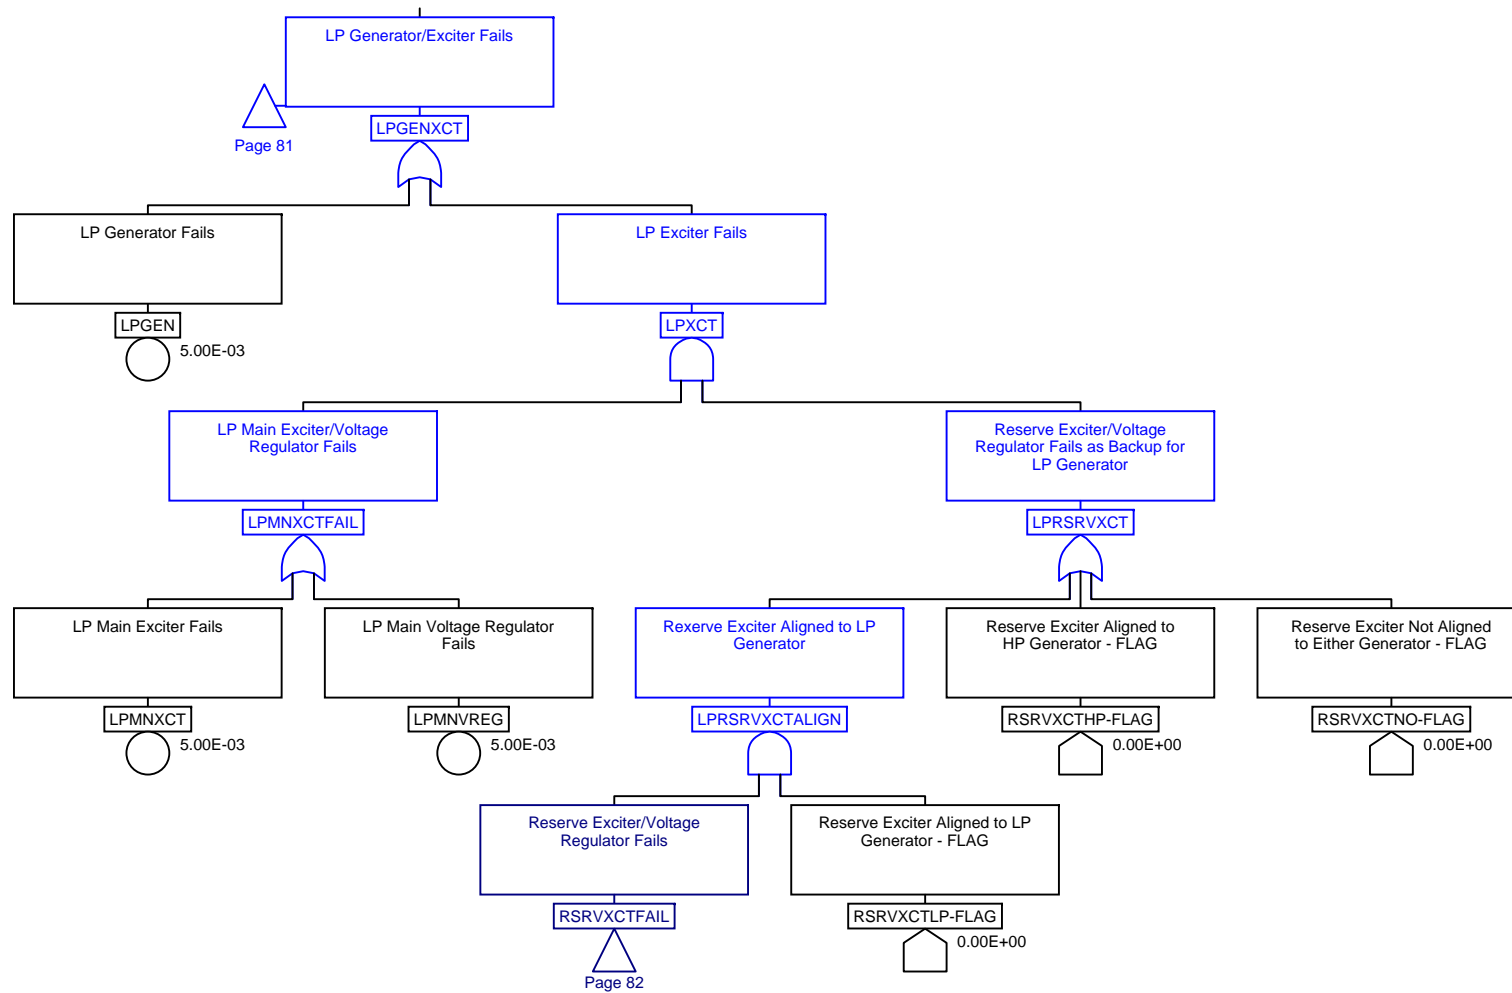 LP Generator/Exciter Fails
Page 81
LPGENXCT
LP Generator Fails
LPGEN
5.00E-03
LP Exciter Fails
LPXCT
LP Main Exciter/Voltage
Regulator Fails
LPMNXCTFAIL
Reserve Exciter/Voltage
Regulator Fails as Backup for
LP Generator
LPRSRVXCT
LP Main Exciter Fails
LPMNXCT
5.00E-03
LP Main Voltage Regulator
Fails
LPMNVREG
5.00E-03
Rexerve Exciter Aligned to LP
Generator
LPRSRVXCTALIGN
Reserve Exciter Aligned to
HP Generator - FLAG
RSRVXCTHP-FLAG
0.00E+00
Reserve Exciter Not Aligned
to Either Generator - FLAG
RSRVXCTNO-FLAG
0.00E+00
Reserve Exciter/Voltage
Regulator Fails
RSRVXCTFAIL
Page 82
Reserve Exciter Aligned to LP
Generator - FLAG
RSRVXCTLP-FLAG
0.00E+00